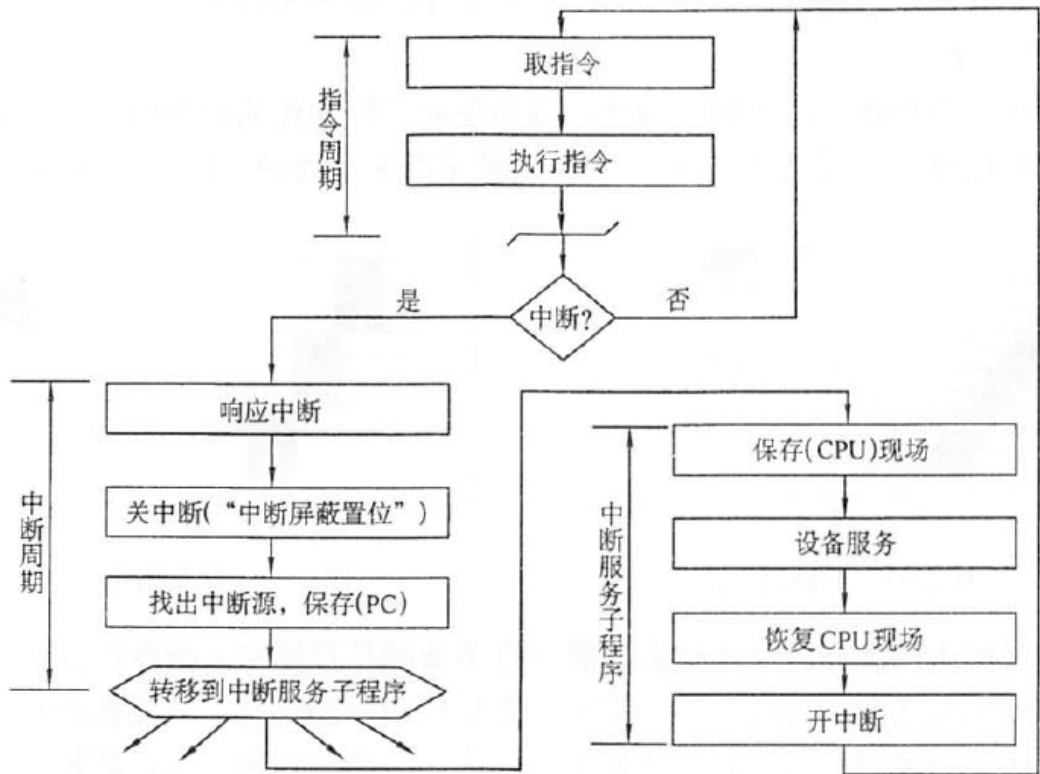 取指令
指令周期
执行指令
中断?
是
否
响应中断
关中断(“中断屏蔽置位”)
中断周期
找出中断源，保存(PC)
转移到中断服务子程序
保存(CPU)现场
设备服务
中断服务子程序
恢复CPU现场
开中断